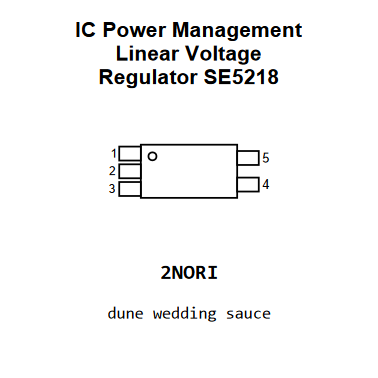 IC Power Management
Linear Voltage
Regulator SE5218
1
2
3
5
4
2NORI
dune wedding sauce